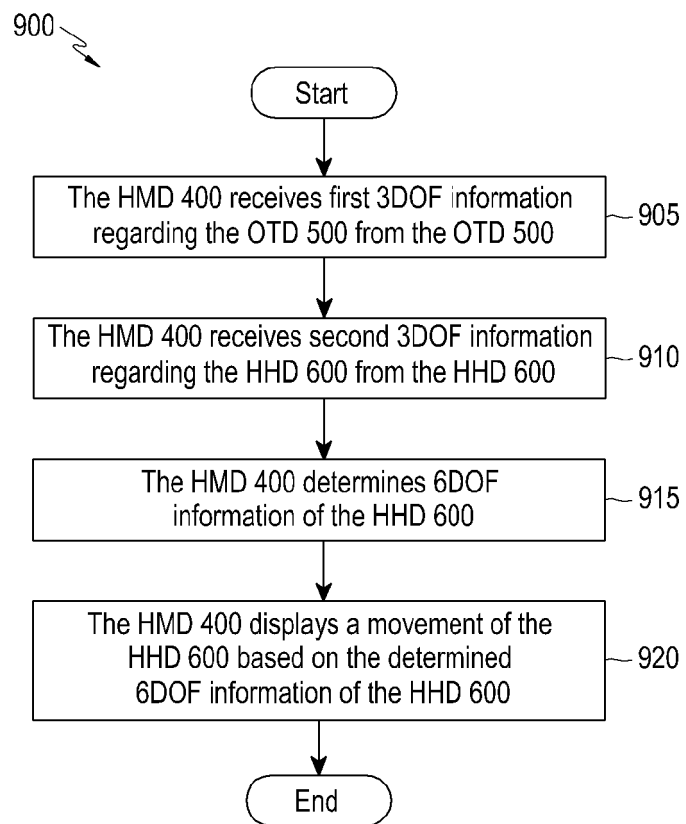 900
Start
The HMD 400 receives first 3DOF information
regarding the OTD 500 from the OTD 500
905
The HMD 400 receives second 3DOF information
regarding the HHD 600 from the HHD 600
910
The HMD 400 determines 6DOF
information of the HHD 600
915
The HMD 400 displays a movement of the
HHD 600 based on the determined
6DOF information of the HHD 600
920
End